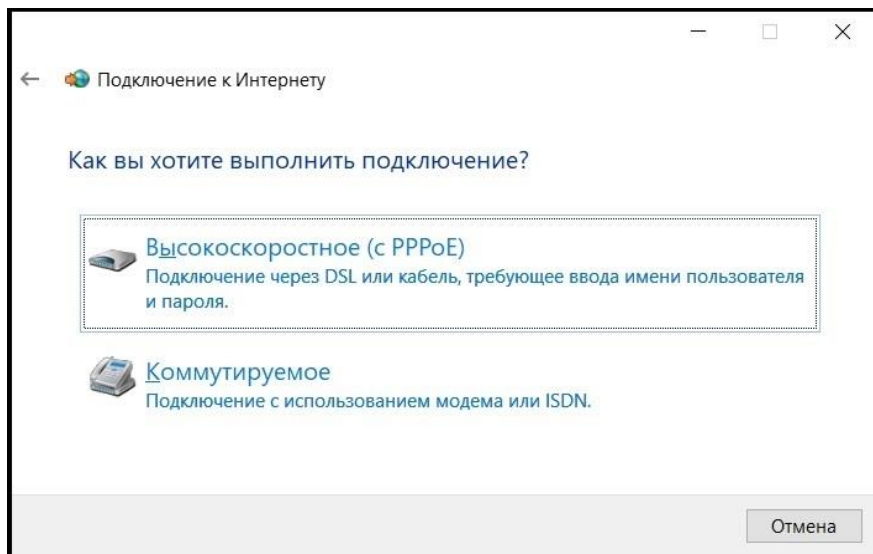 Подключение к Интернету
Как вы хотите выполнить подключение?
Высокоскоростное (с PPPoE)
Подключение через DSL или кабель, требующее ввода имени пользователя
и пароля.
Коммутируемое
Подключение с использованием модема или ISDN.
Отмена